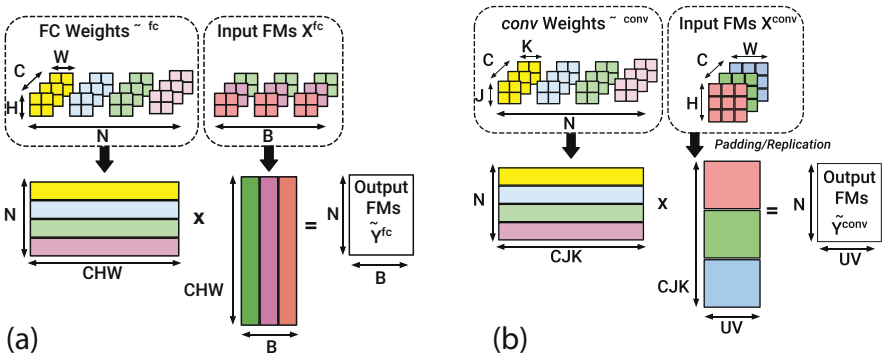 FC Weights ~ fc
Input FMs X^fc
W
C
H
N
B
N
CHW
x
CHW
B
=
N
Output
FMs
Ỹ^fc
B
(a)
conv Weights ~ conv
Input FMs X^conv
K
C
J
N
W
C
H
Padding/Replication
N
CJK
x
CJK
UV
=
N
Output
FMs
Ỹ^conv
UV
(b)